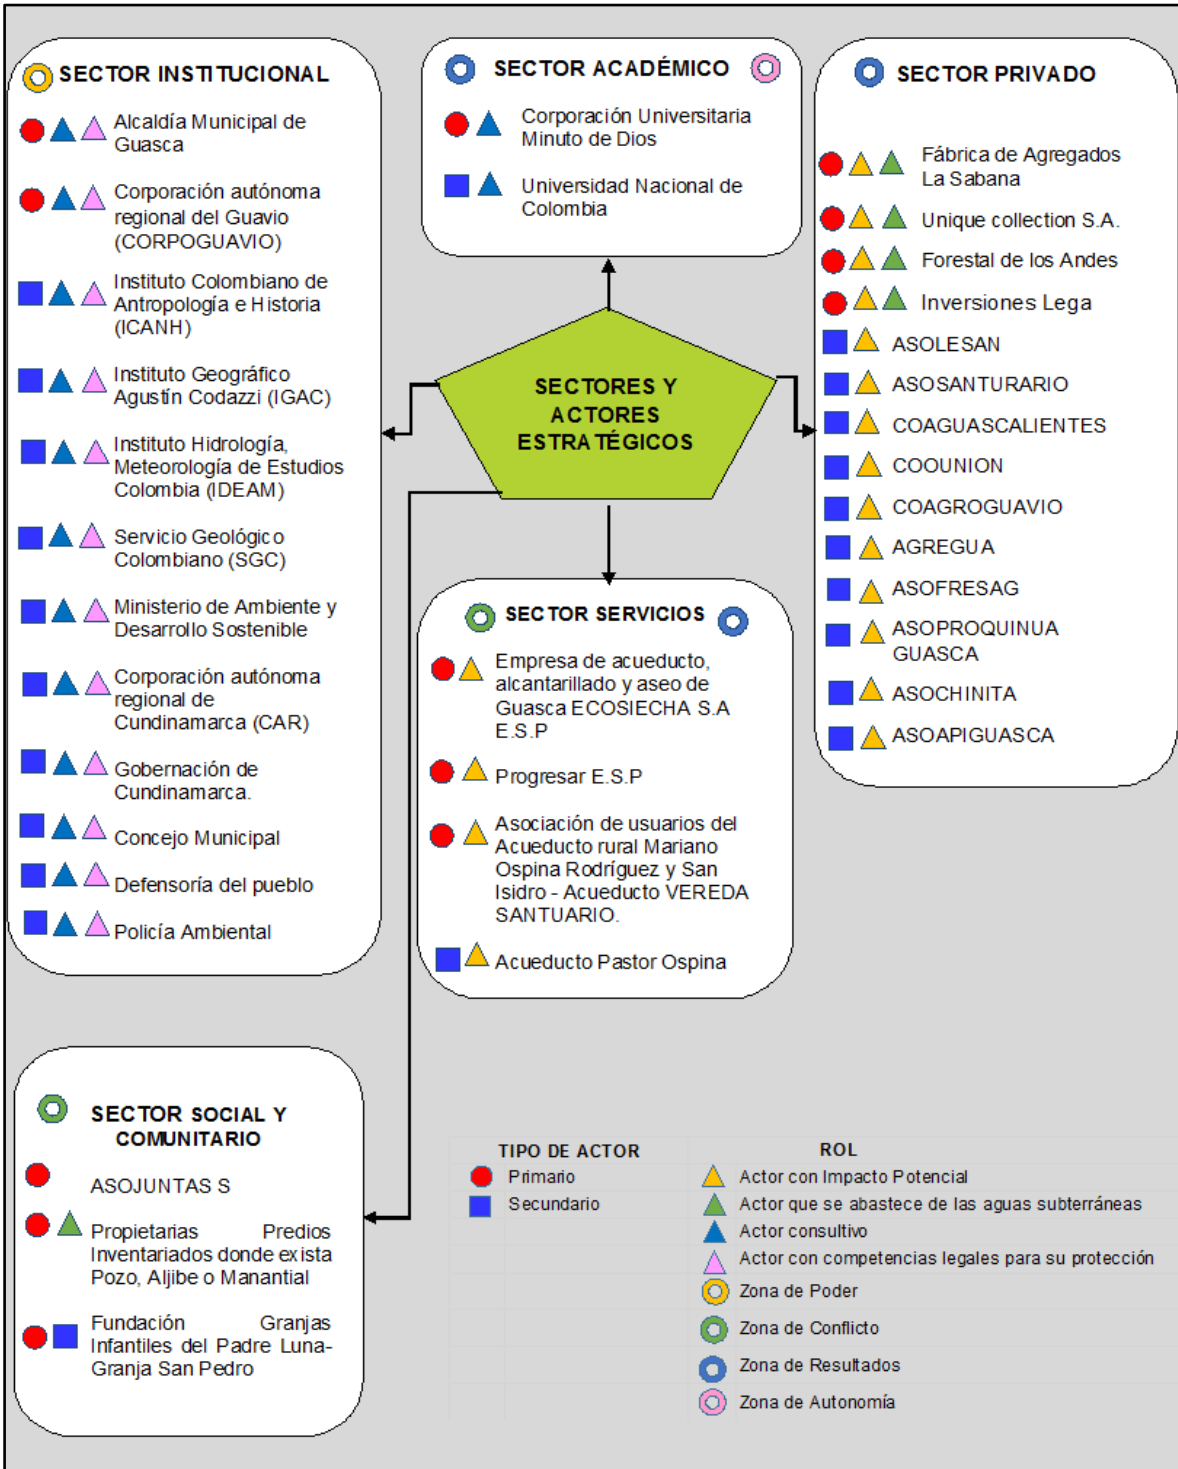 SECTOR INSTITUCIONAL
Alcaldía Municipal de
Guasca
Corporación autónoma
regional del Guavio
(CORPOGUAVIO)
Instituto Colombiano de
Antropología e Historia
(ICANH)
Instituto Geográfico
Agustín Codazzi (IGAC)
Instituto Hidrología,
Meteorología de Estudios
Colombia (IDEAM)
Servicio Geológico
Colombiano (SGC)
Ministerio de Ambiente y
Desarrollo Sostenible
Corporación autónoma
regional de
Cundinamarca (CAR)
Gobernación de
Cundinamarca.
Concejo Municipal
Defensoría del pueblo
Policía Ambiental
SECTOR ACADÉMICO
Corporación Universitaria
Minuto de Dios
Universidad Nacional de
Colombia
SECTOR PRIVADO
Fábrica de Agregados
La Sabana
Unique collection S.A.
Forestal de los Andes
Inversiones Lega
ASOLESAN
ASOSANTURARIO
COAGUASCALIENTES
COOUNION
COAGROGUAVIO
AGREGUA
ASOFRESAG
ASOPROQUINUA
GUASCA
ASOCHINITA
ASOAPIGUASCA
SECTORES Y
ACTORES
ESTRATÉGICOS
SECTOR SERVICIOS
Empresa de acueducto,
alcantarillado y aseo de
Guasca ECOSIECHA S.A
E.S.P
Progresar E.S.P
Asociación de usuarios del
Acueducto rural Mariano
Ospina Rodríguez y San
Isidro - Acueducto VEREDA
SANTUARIO.
Acueducto Pastor Ospina
SECTOR SOCIAL Y
COMUNITARIO
ASOJUNTAS S
Propietarias Predios
Inventariados donde exista
Pozo, Aljibe o Manantial
Fundación Granjas
Infantiles del Padre Luna-
Granja San Pedro
TIPO DE ACTOR
Primario
Secundario
ROL
Actor con Impacto Potencial
Actor que se abastece de las aguas subterráneas
Actor consultivo
Actor con competencias legales para su protección
Zona de Poder
Zona de Conflicto
Zona de Resultados
Zona de Autonomía